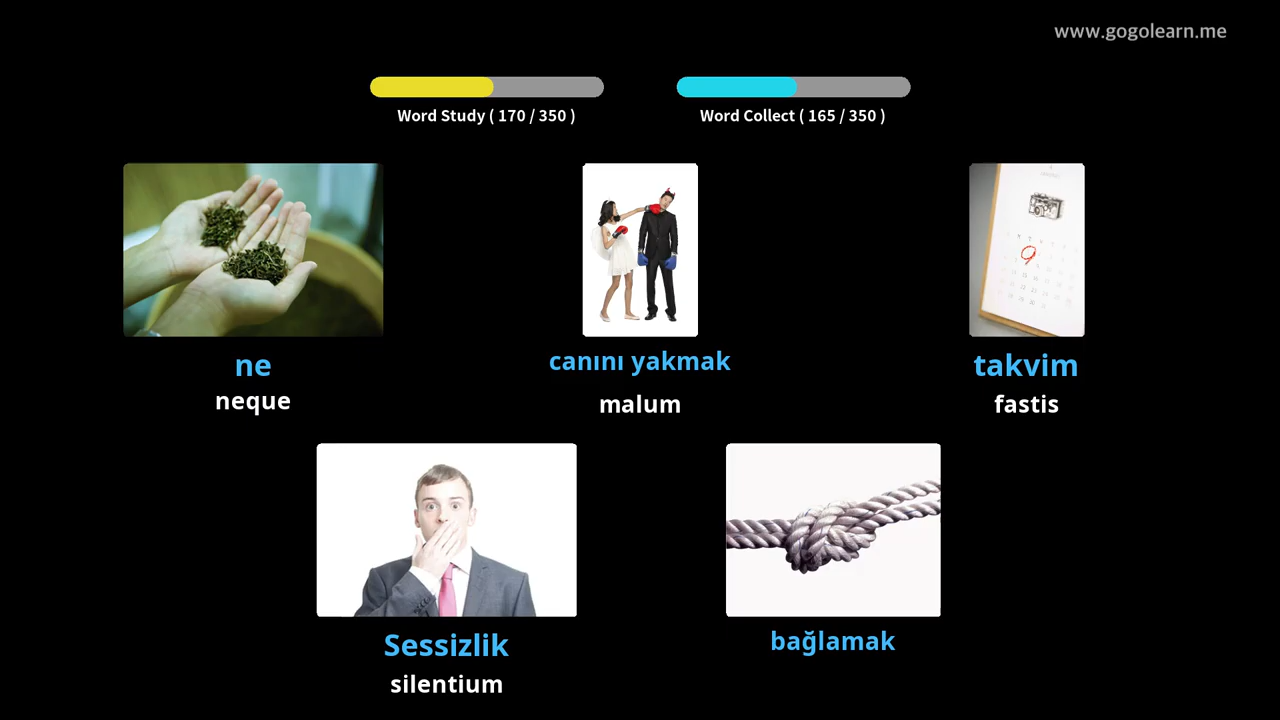 www.gogolearn.me
Word Study ( 170 / 350 )
Word Collect ( 165 / 350 )
ne
neque
canını yakmak
malum
takvim
fastis
Sessizlik
silentium
bağlamak